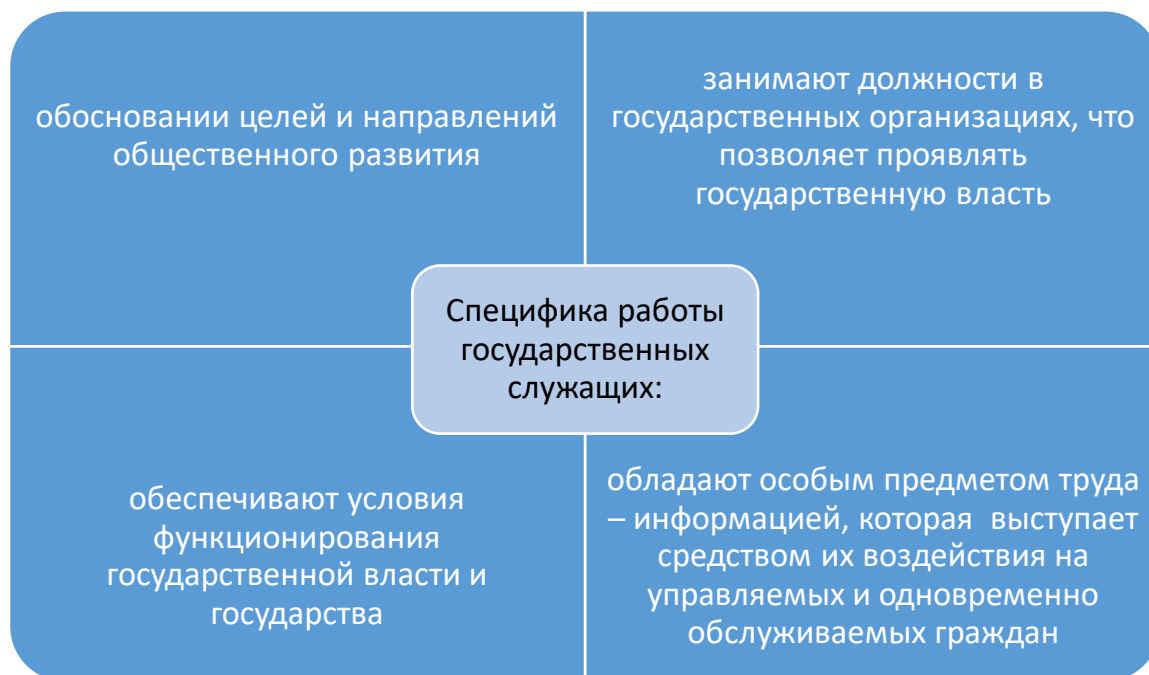 обосновании целей и направлений
общественного развития
занимают должности в
государственных организациях, что
позволяет проявлять
государственную власть
Специфика работы
государственных
служащих:
обеспечивают условия
функционирования
государственной власти и
государства
обладают особым предметом труда
– информацией, которая выступает
средством их воздействия на
управляемых и одновременно
обслуживаемых граждан